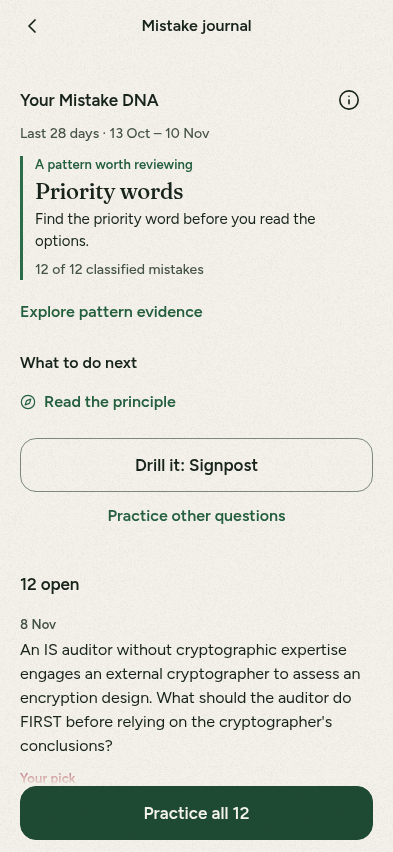 Mistake journal
Your Mistake DNA
Last 28 days · 13 Oct – 10 Nov
A pattern worth reviewing
Priority words
Find the priority word before you read the
options.
12 of 12 classified mistakes
Explore pattern evidence
What to do next
Read the principle
Drill it: Signpost
Practice other questions
12 open
8 Nov
An IS auditor without cryptographic expertise
engages an external cryptographer to assess an
encryption design. What should the auditor do
FIRST before relying on the cryptographer's
conclusions?
Your pick
Practice all 12